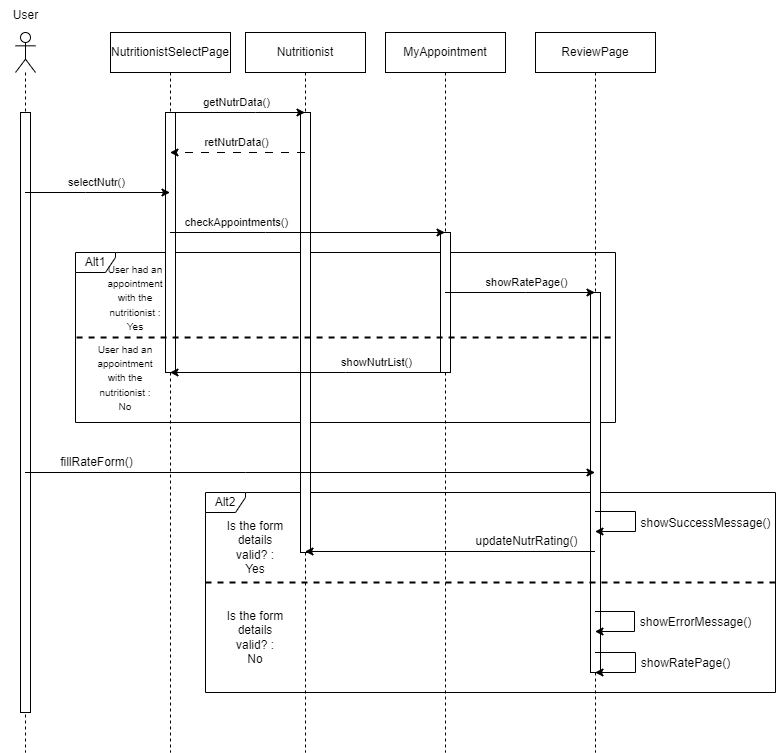 User
NutritionistSelectPage
Nutritionist
MyAppointment
ReviewPage
getNutrData()
retNutrData()
selectNutr()
checkAppointments()
Alt1
User had an
appointment
with the
nutritionist :
Yes
showRatePage()
User had an
appointment
with the
nutritionist :
No
showNutrList()
fillRateForm()
Alt2
Is the form
details
valid? :
Yes
showSuccessMessage()
updateNutrRating()
Is the form
details
valid? :
No
showErrorMessage()
showRatePage()